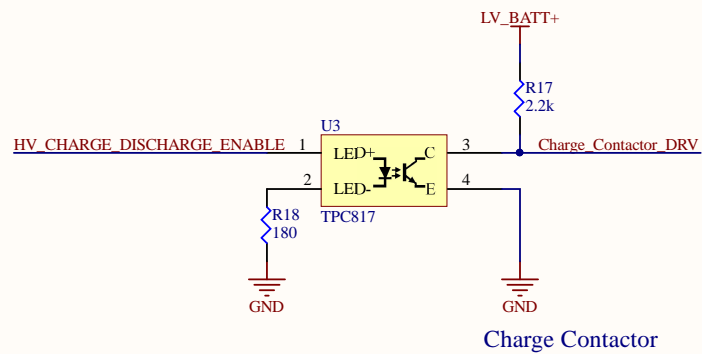 LV_BATT+
R17
2.2k
U3
HV_CHARGE_DISCHARGE_ENABLE
1
LED+
C
3
Charge_Contactor_DRV
2
LED-
E
4
TPC817
R18
180
GND
GND
Charge Contactor